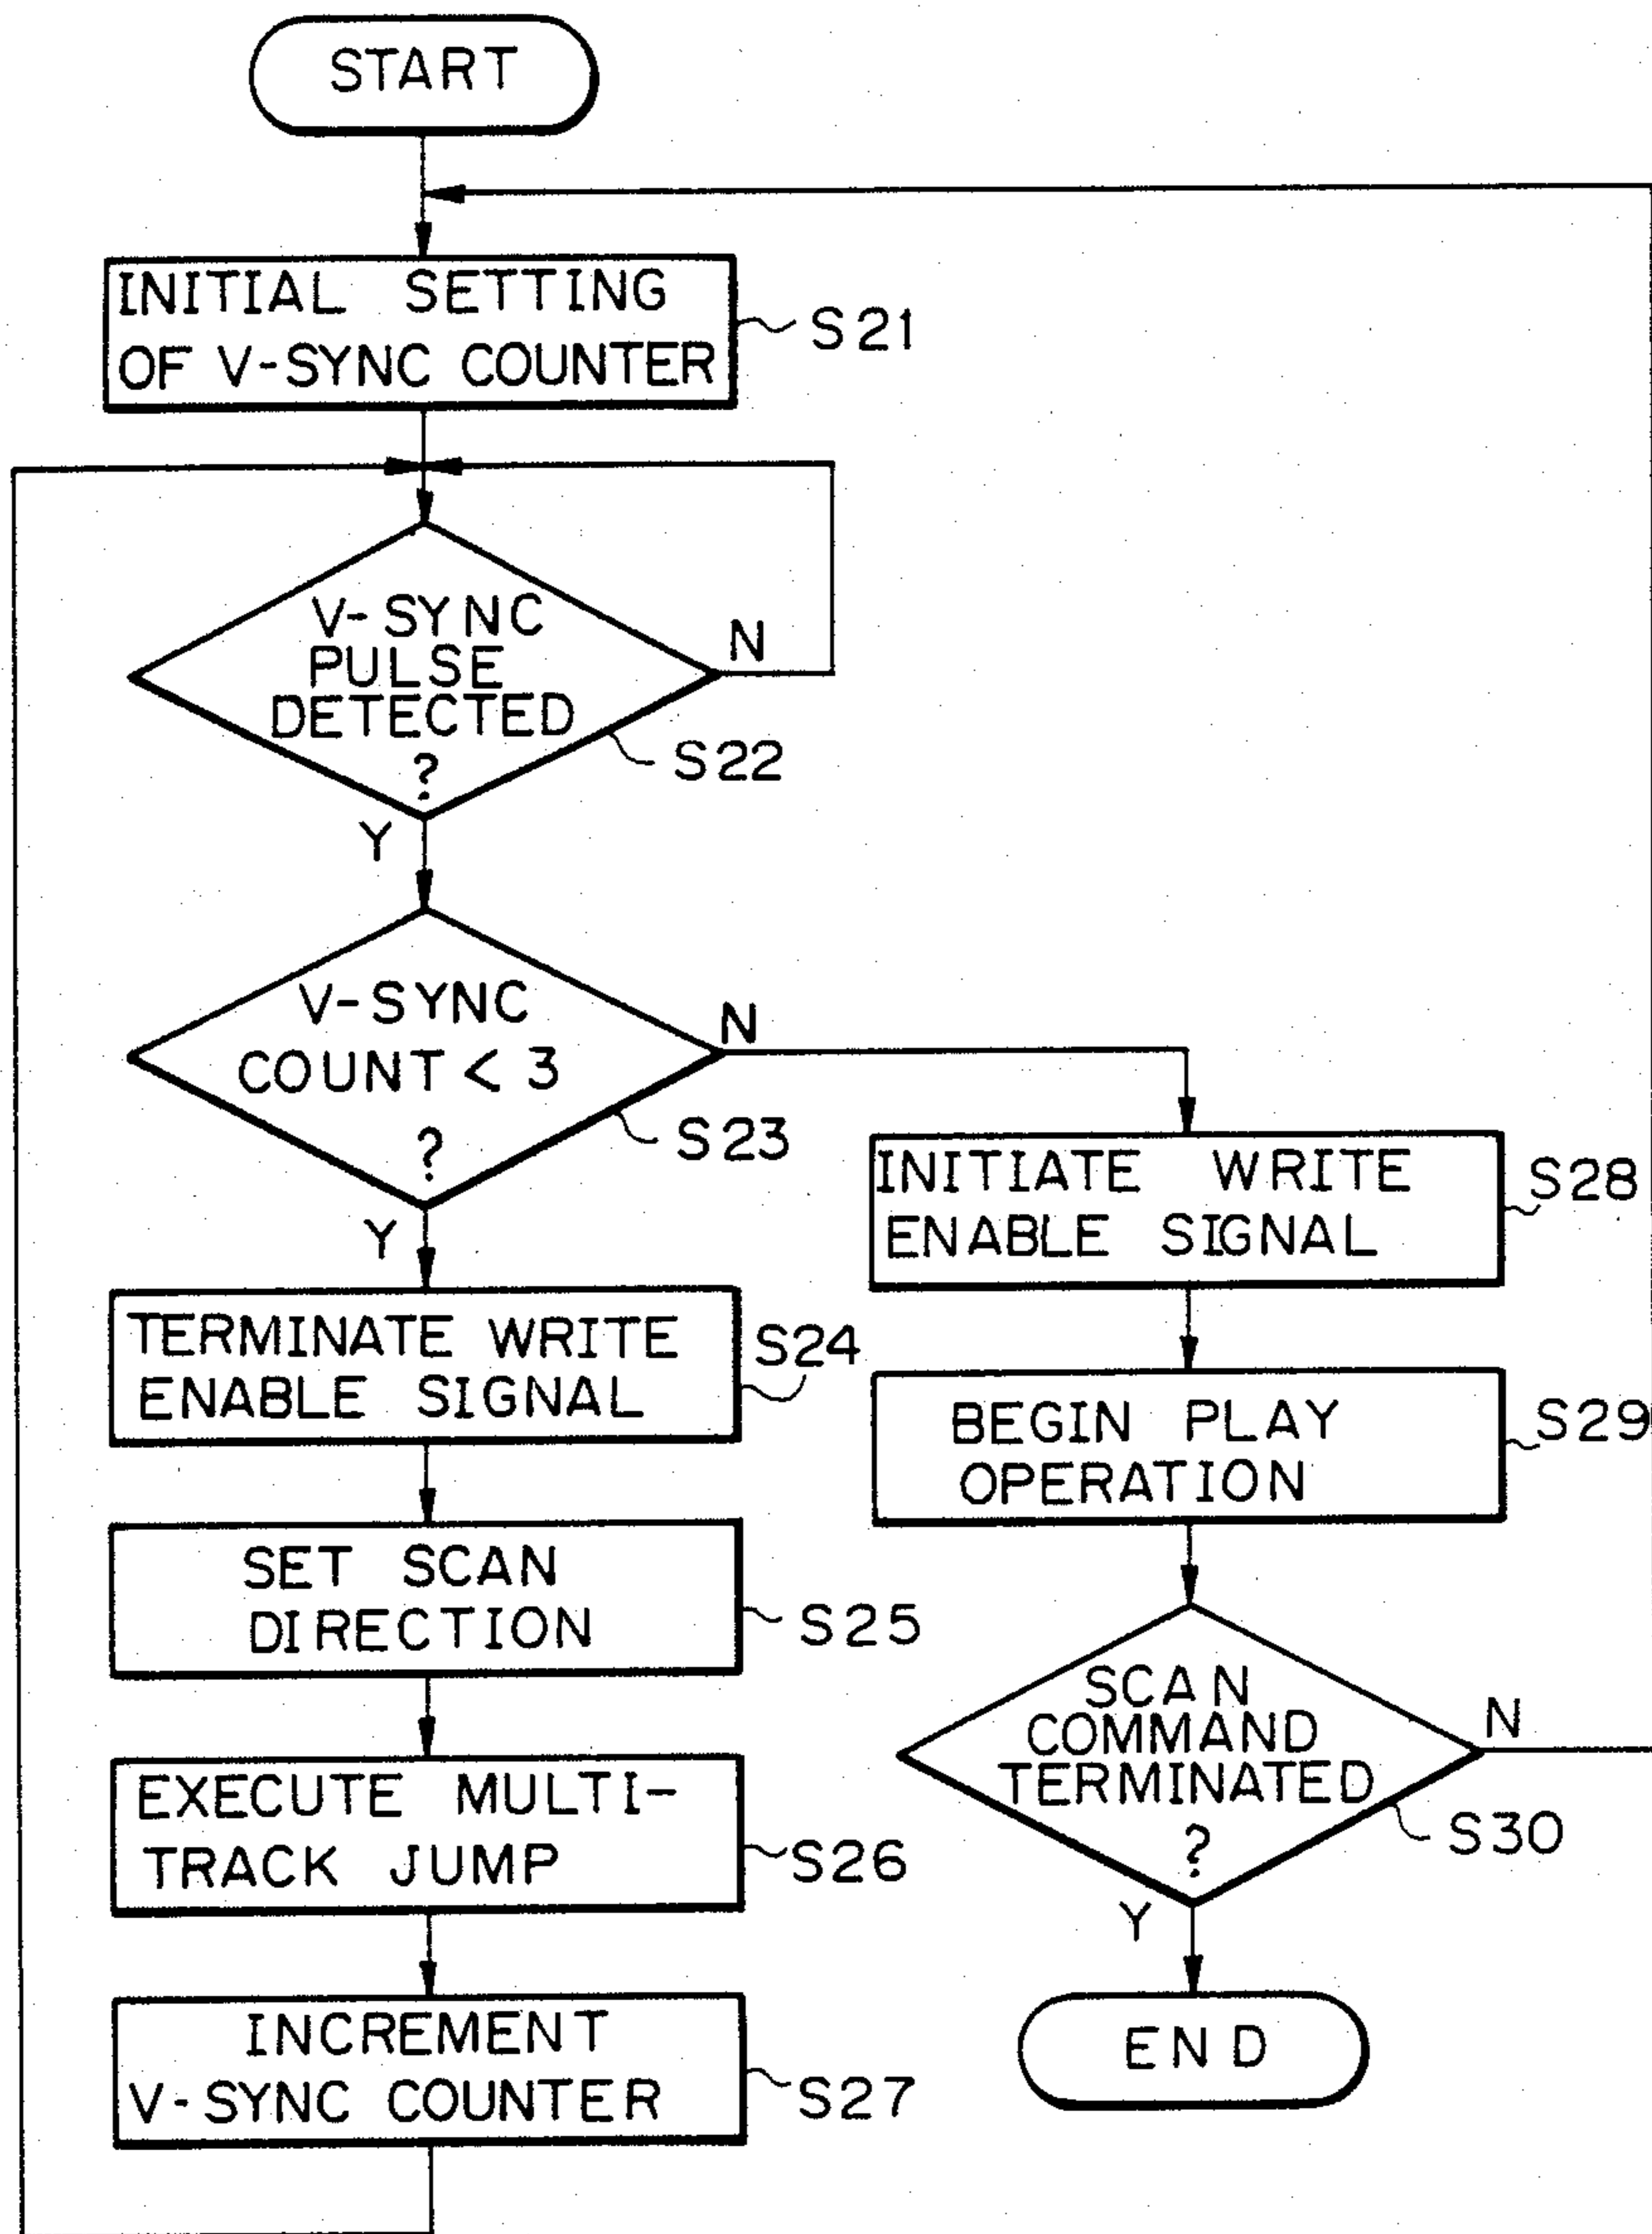 START
INITIAL SETTING
OF V-SYNC COUNTER
S21
V-SYNC
PULSE
DETECTED
?
N
S22
Y
V-SYNC
COUNT < 3
?
N
S23
Y
TERMINATE WRITE
ENABLE SIGNAL
S24
SET SCAN
DIRECTION
S25
EXECUTE MULTI-
TRACK JUMP
S26
INCREMENT
V-SYNC COUNTER
S27
INITIATE WRITE
ENABLE SIGNAL
S28
BEGIN PLAY
OPERATION
S29
SCAN
COMMAND
TERMINATED
?
N
S30
Y
END